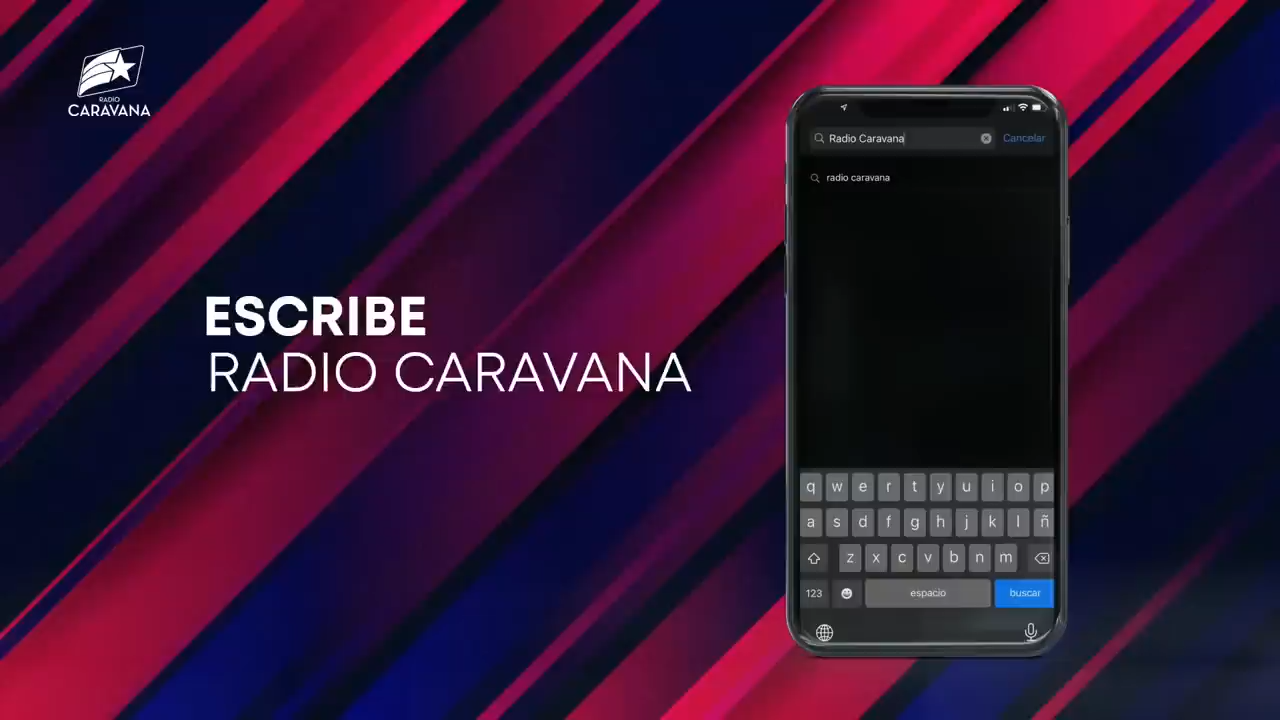 RADIO
CARAVANA
ESCRIBE
RADIO CARAVANA
Radio Caravana
Cancelar
radio caravana
q w e r t y u i o p
a s d f g h j k l ñ
z x c v b n m
123 espacio buscar